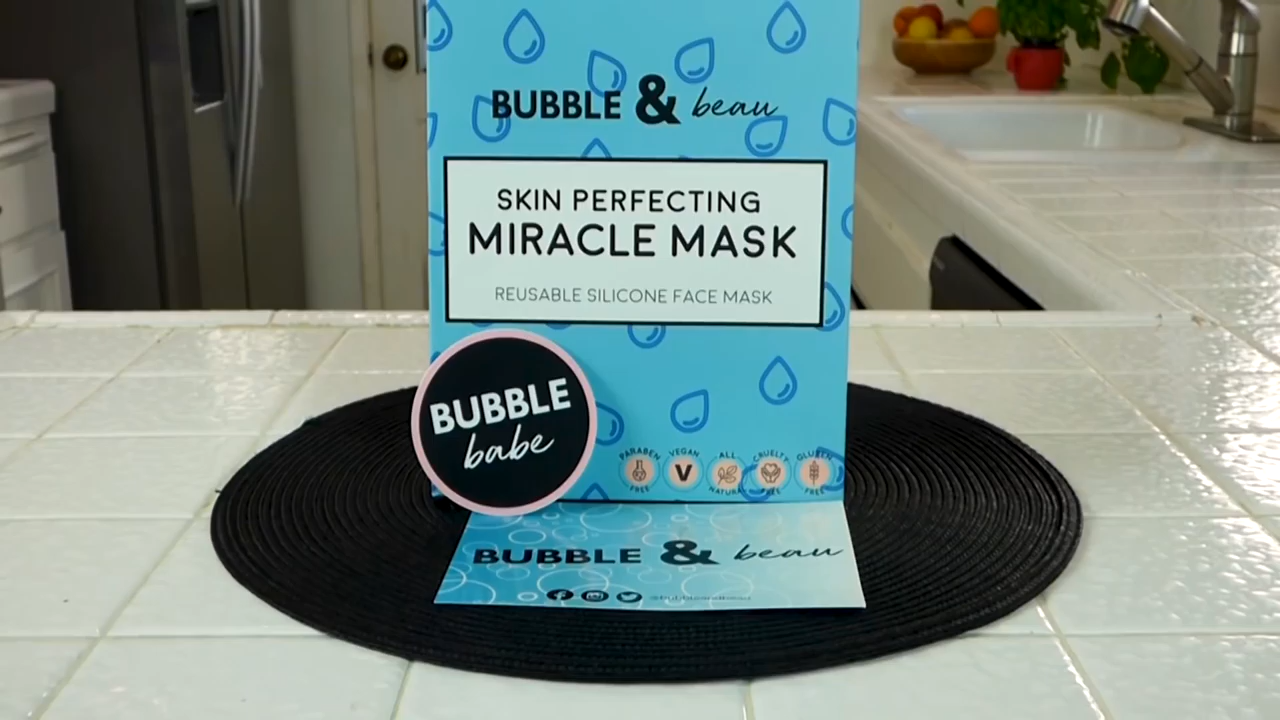 BUBBLE & beau
SKIN PERFECTING
MIRACLE MASK
REUSABLE SILICONE FACE MASK
BUBBLE
babe
PARABEN FREE
VEGAN
V
ALL NATURAL
CRUELTY FREE
GLUTEN FREE
BUBBLE & beau
@bubbleandbeau